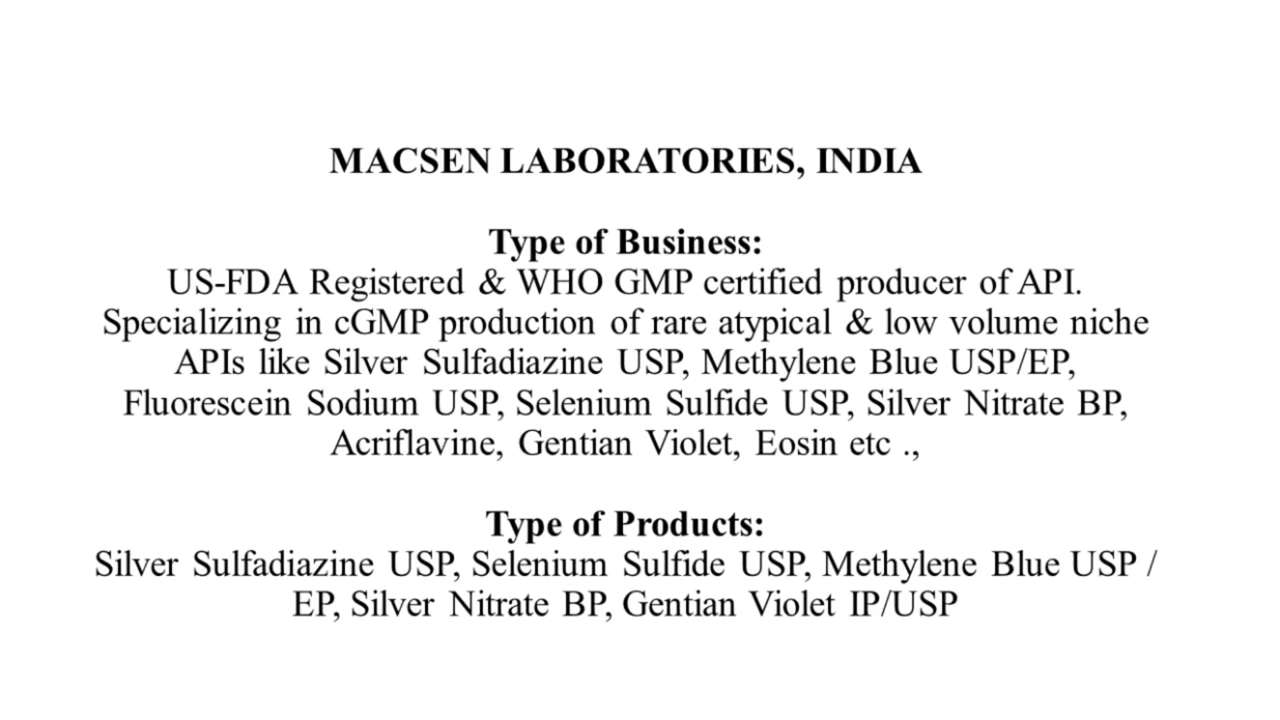 MACSEN LABORATORIES, INDIA
Type of Business:
US-FDA Registered & WHO GMP certified producer of API.
Specializing in cGMP production of rare atypical & low volume niche
APIs like Silver Sulfadiazine USP, Methylene Blue USP/EP,
Fluorescein Sodium USP, Selenium Sulfide USP, Silver Nitrate BP,
Acriflavine, Gentian Violet, Eosin etc .,
Type of Products:
Silver Sulfadiazine USP, Selenium Sulfide USP, Methylene Blue USP /
EP, Silver Nitrate BP, Gentian Violet IP/USP